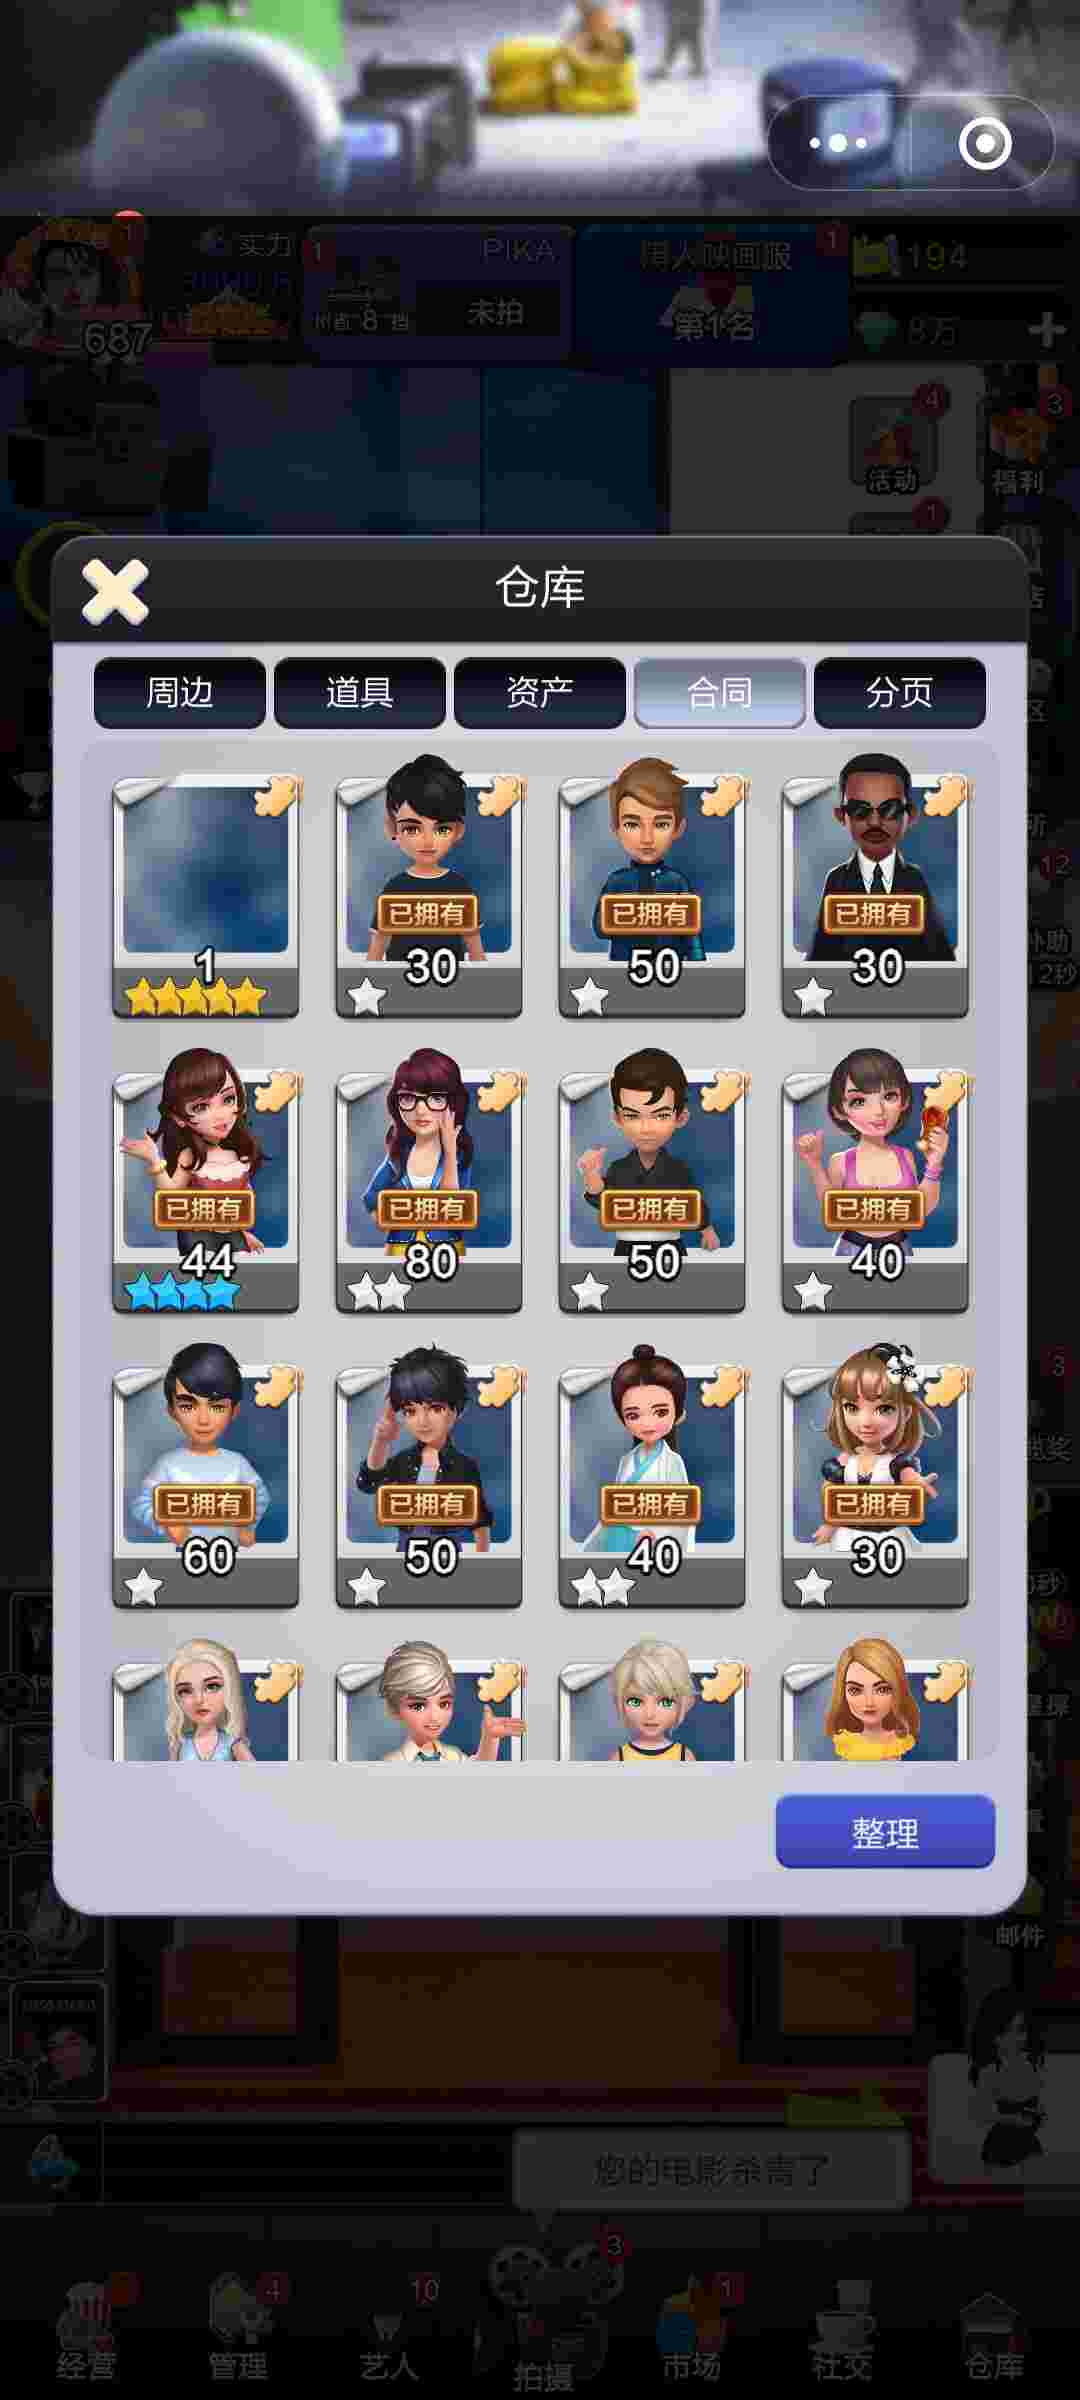 实力
PIKA
194
8万
687
8
未拍
第1名
活动
福利
仓库
周边
道具
资产
合同
分页
1
已拥有
30
已拥有
50
已拥有
30
已拥有
44
已拥有
80
已拥有
50
已拥有
40
已拥有
60
已拥有
50
已拥有
40
已拥有
30
整理
邮件
您的电影杀青了
经营
管理
艺人
拍摄
市场
社交
仓库